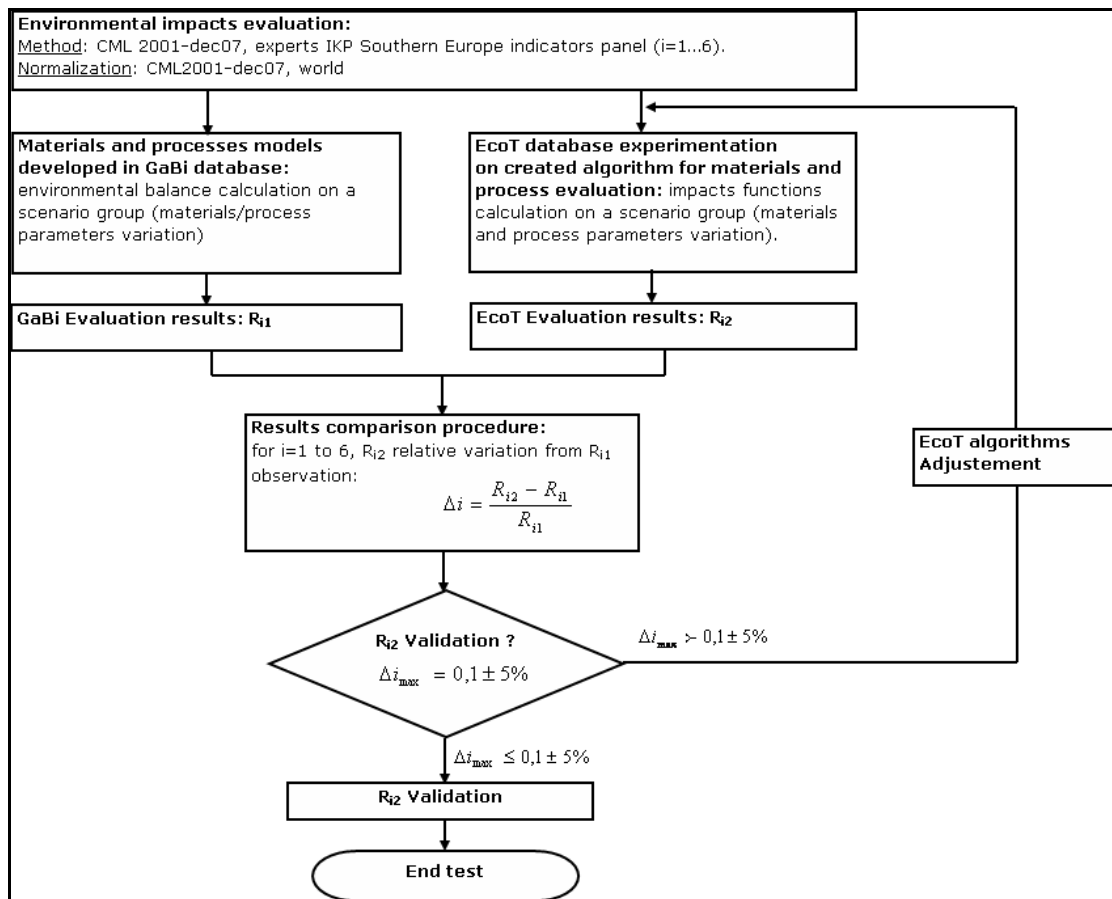 Environmental impacts evaluation:
Method: CML 2001-dec07, experts IKP Southern Europe indicators panel (i=1...6).
Normalization: CML2001-dec07, world
Materials and processes models
developed in GaBi database:
environmental balance calculation on a
scenario group (materials/process
parameters variation)
EcoT database experimentation
on created algorithm for materials and
process evaluation: impacts functions
calculation on a scenario group (materials
and process parameters variation).
GaBi Evaluation results: Ri1
EcoT Evaluation results: Ri2
Results comparison procedure:
for i=1 to 6, Ri2 relative variation from Ri1
observation:
Δi = (Ri2 − Ri1) / Ri1
EcoT algorithms
Adjustement
Ri2 Validation ?
Δimax = 0,1 ± 5%
Δimax ≻ 0,1 ± 5%
Δimax ≤ 0,1 ± 5%
Ri2 Validation
End test